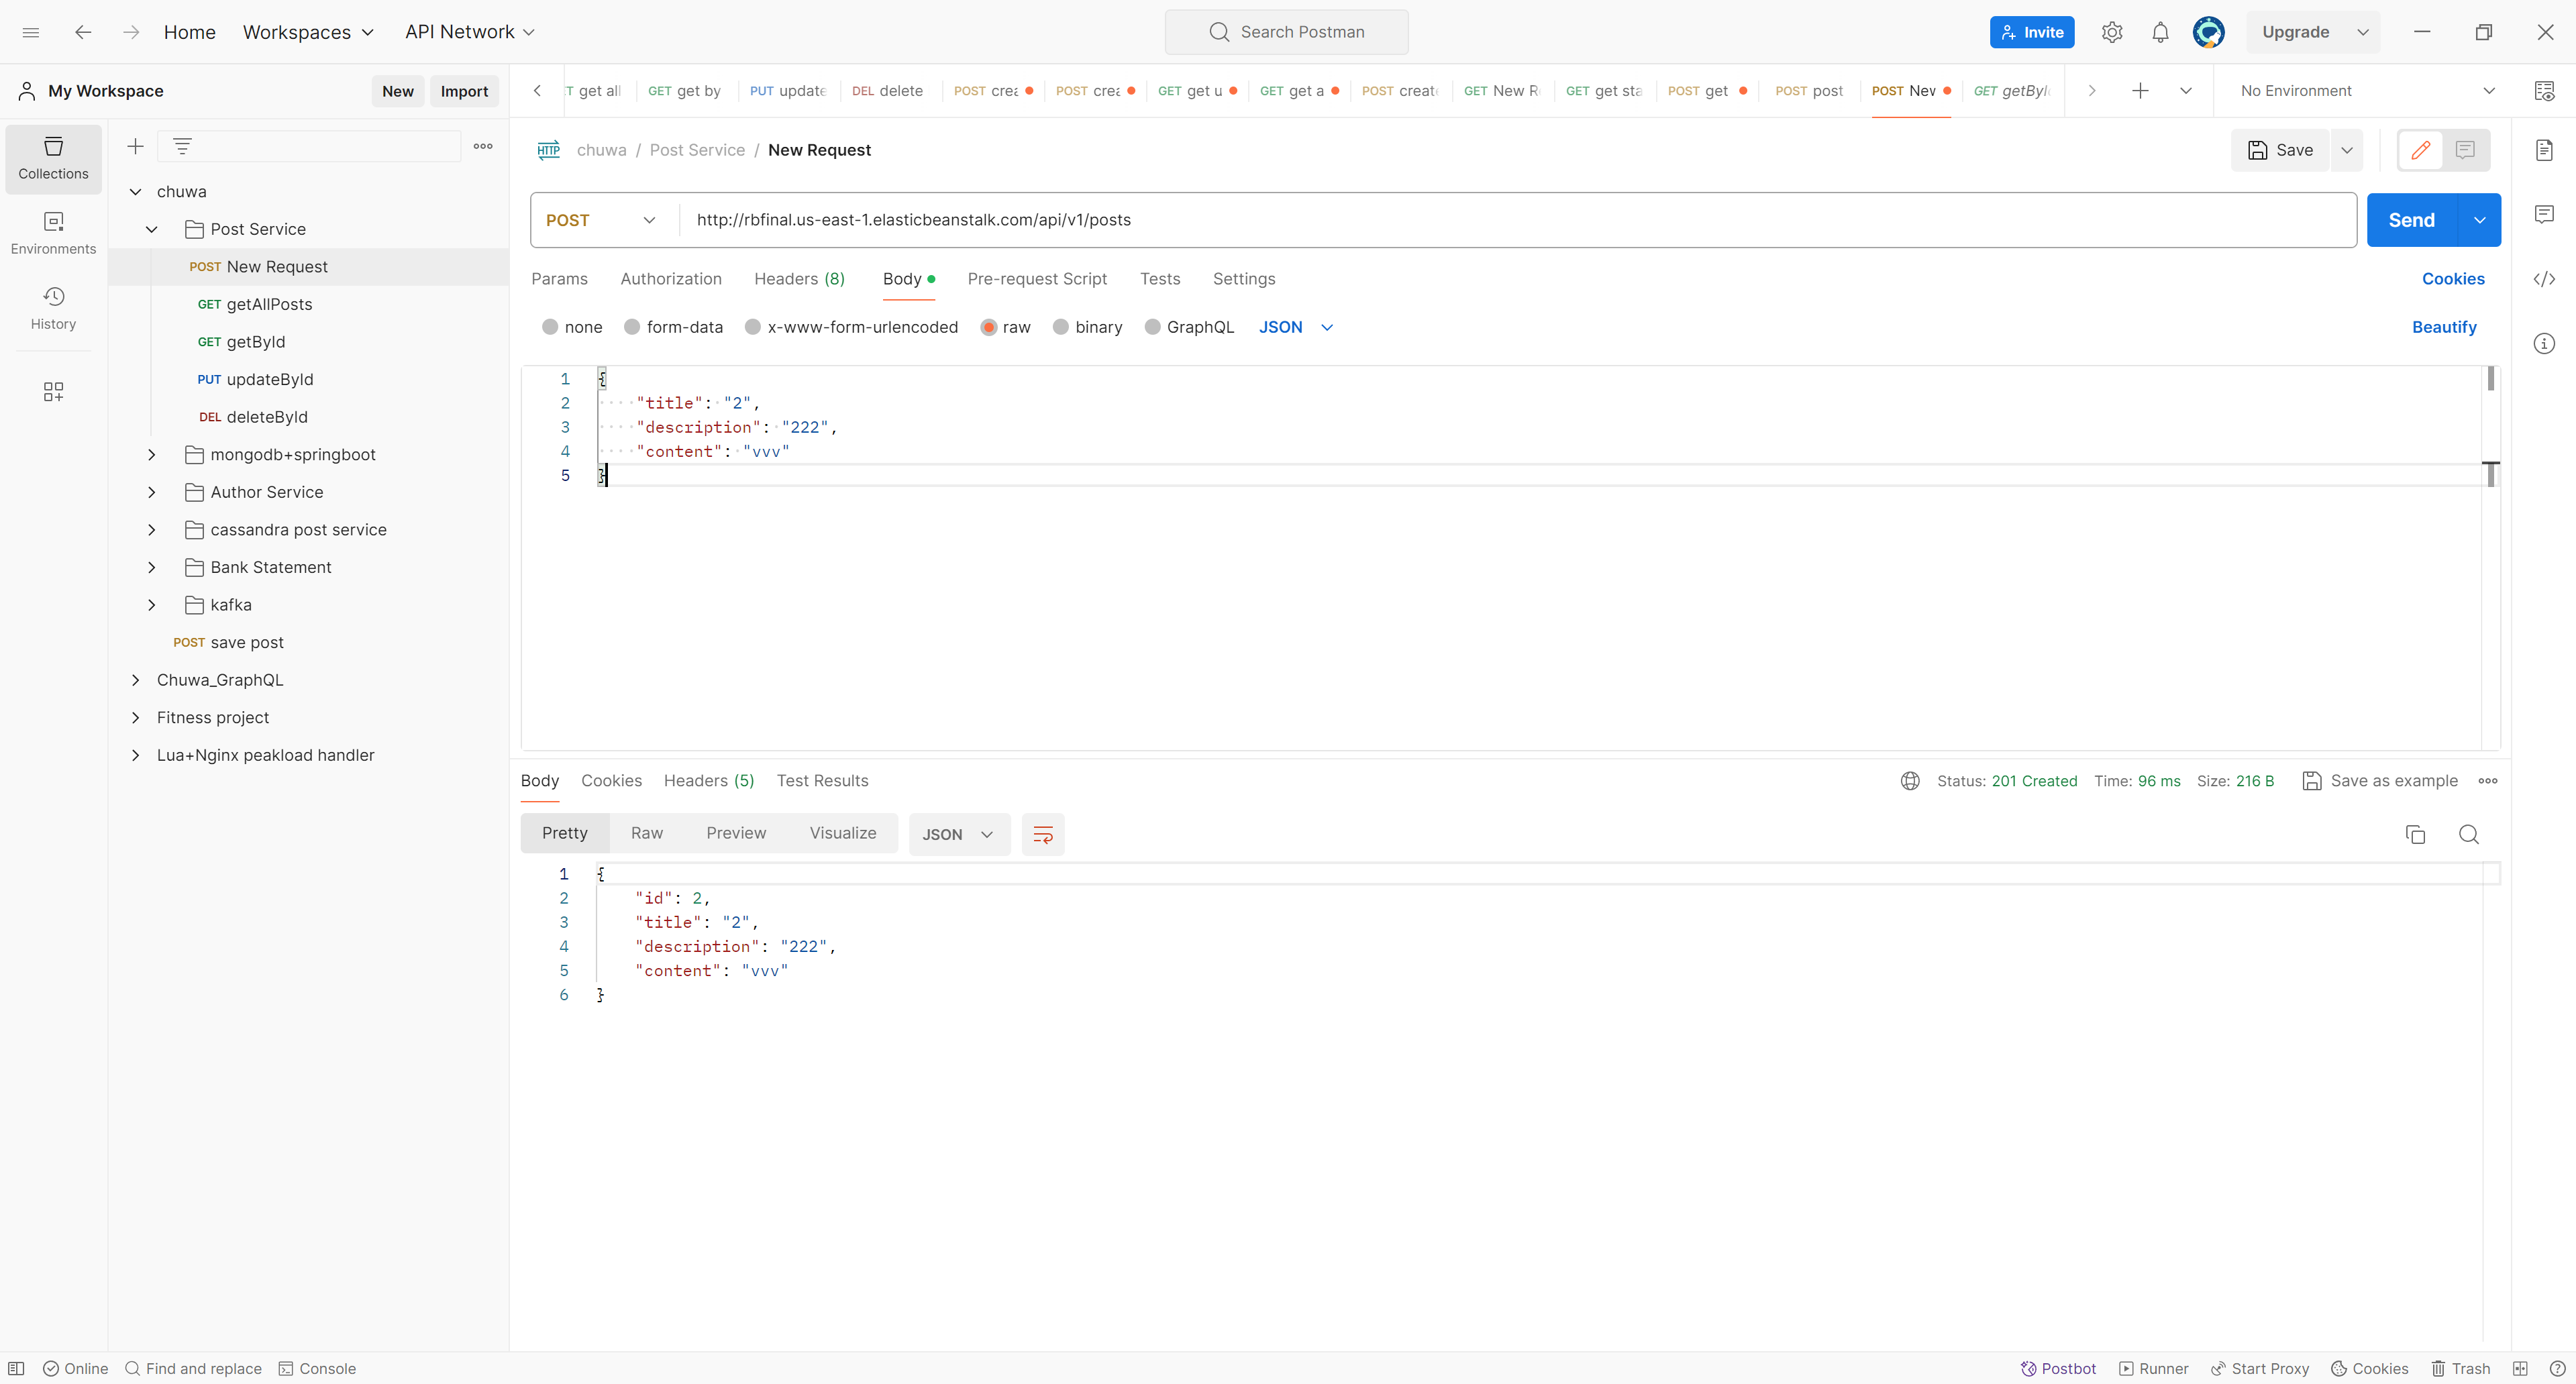 Home Workspaces API Network Search Postman Invite Upgrade
My Workspace New Import
T get all GET get by PUT update DEL delete POST crea POST crea GET get u GET get a POST create GET New R GET get sta POST get POST post POST New GET getById No Environment
Collections
Environments
History
chuwa
Post Service
POST New Request
GET getAllPosts
GET getById
PUT updateById
DEL deleteById
mongodb+springboot
Author Service
cassandra post service
Bank Statement
kafka
POST save post
Chuwa_GraphQL
Fitness project
Lua+Nginx peakload handler
HTTP chuwa / Post Service / New Request Save
POST http://rbfinal.us-east-1.elasticbeanstalk.com/api/v1/posts Send
Params Authorization Headers (8) Body Pre-request Script Tests Settings Cookies
none form-data x-www-form-urlencoded raw binary GraphQL JSON Beautify
1 {
2 "title": "2",
3 "description": "222",
4 "content": "vvv"
5 }
Body Cookies Headers (5) Test Results Status: 201 Created Time: 96 ms Size: 216 B Save as example
Pretty Raw Preview Visualize JSON
1 {
2 "id": 2,
3 "title": "2",
4 "description": "222",
5 "content": "vvv"
6 }
Online Find and replace Console Postbot Runner Start Proxy Cookies Trash